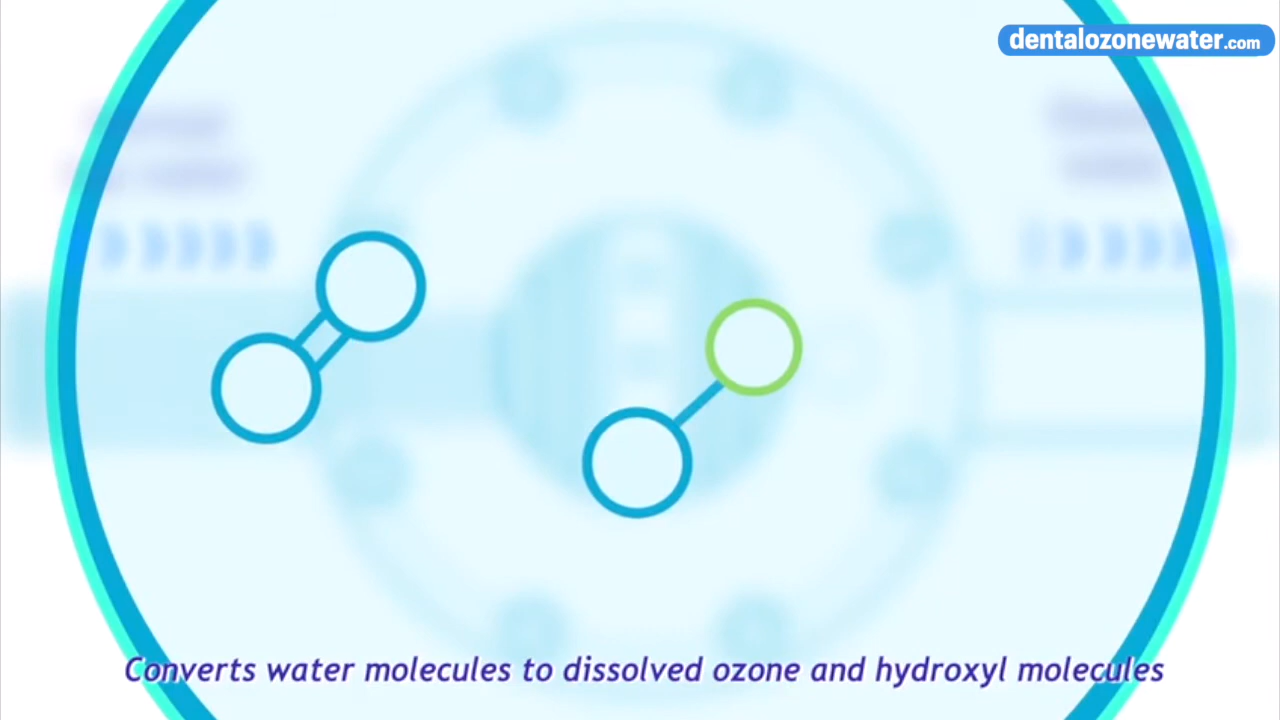 dentalozonewater.com
Converts water molecules to dissolved ozone and hydroxyl molecules